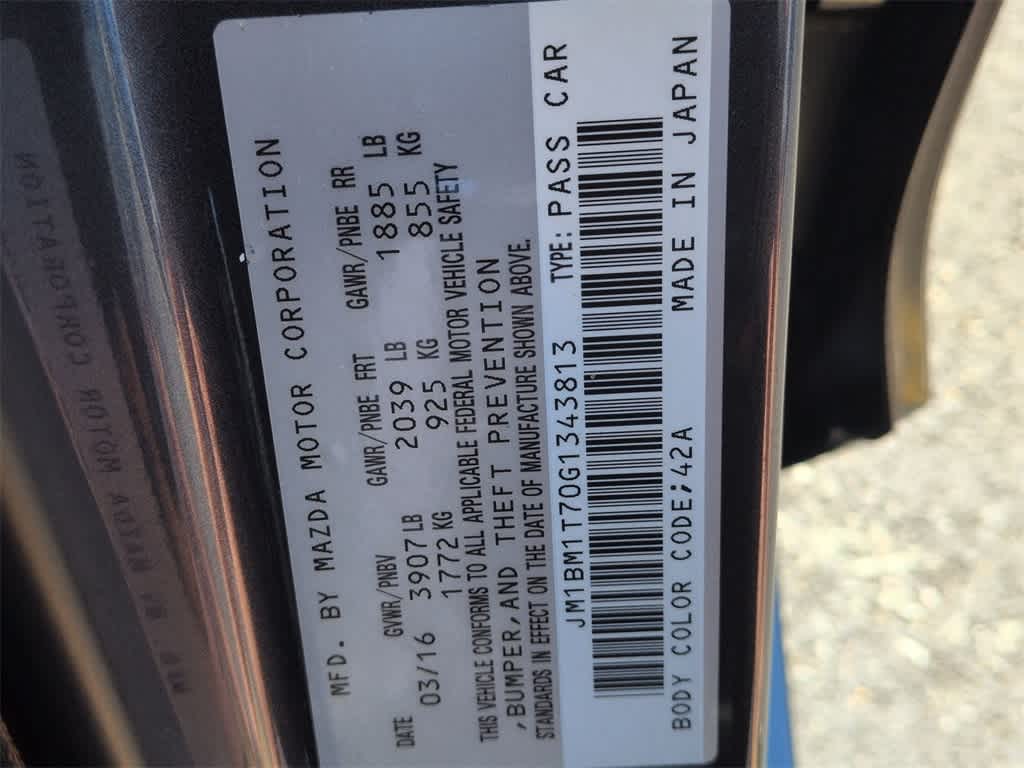 MFD. BY MAZDA MOTOR CORPORATION
DATE GVWR/PNBV GAWR/PNBE FRT GAWR/PNBE RR
03/16 3907 LB 2039 LB 1885 LB
1772 KG 925 KG 855 KG
THIS VEHICLE CONFORMS TO ALL APPLICABLE FEDERAL MOTOR VEHICLE SAFETY
,BUMPER,AND THEFT PREVENTION
STANDARDS IN EFFECT ON THE DATE OF MANUFACTURE SHOWN ABOVE.
JM1BM1T70G1343813 TYPE: PASS CAR
BODY COLOR CODE;42A MADE IN JAPAN